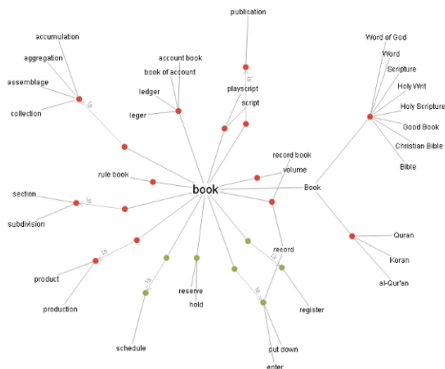 publication
accumulation
aggregation
assemblage
collection
account book
book of account
ledger
leger
playscript
script
Word of God
Word
Scripture
Holy Writ
Holy Scripture
Good Book
Christian Bible
Bible
record book
volume
rule book
book
Book
section
subdivision
Quran
Koran
al-Qur'an
record
product
production
reserve
hold
register
schedule
put down
enter